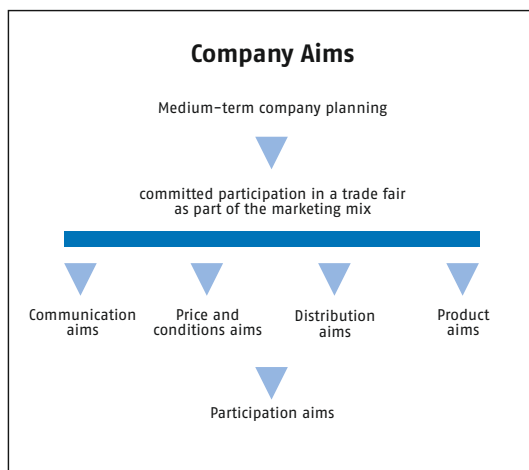 Company Aims
Medium-term company planning
committed participation in a trade fair
as part of the marketing mix
Communication aims
Price and conditions aims
Distribution aims
Product aims
Participation aims